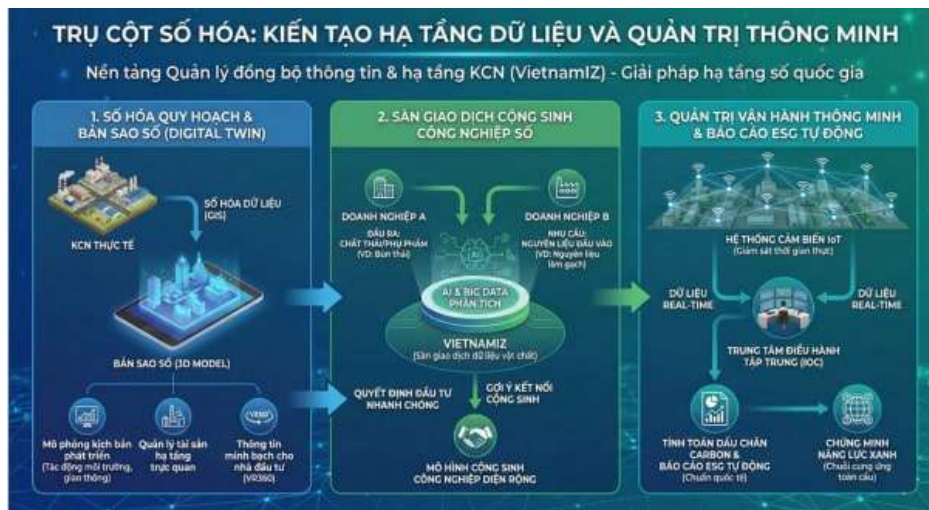 TRỤ CỘT SỐ HÓA: KIẾN TẠO HẠ TẦNG DỮ LIỆU VÀ QUẢN TRỊ THÔNG MINH
Nền tảng Quản lý đồng bộ thông tin & hạ tầng KCN (VietnamIZ) - Giải pháp hạ tầng số quốc gia
1. SỐ HÓA QUY HOẠCH &
BẢN SAO SỐ (DIGITAL TWIN)
KCN THỰC TẾ
SỐ HÓA DỮ LIỆU
(GIS)
BẢN SAO SỐ (3D MODEL)
Mô phỏng kịch bản
phát triển
(Tác động môi trường,
giao thông)
Quản lý tài sản
hạ tầng
trực quan
VR360
Thông tin
minh bạch cho
nhà đầu tư
(VR360)
2. SÀN GIAO DỊCH CỘNG SINH
CÔNG NGHIỆP SỐ
DOANH NGHIỆP A
ĐẦU RA:
CHẤT THẢI/PHỤ PHẨM
(VD: Bùn thải)
DOANH NGHIỆP B
NHU CẦU:
NGUYÊN LIỆU ĐẦU VÀO
(VD: Nguyên liệu
làm gạch)
AI
AI & BIG DATA
PHÂN TÍCH
VIETNAMIZ
(Sàn giao dịch dữ liệu vật chất)
QUYẾT ĐỊNH ĐẦU TƯ
NHANH CHÓNG
GỢI Ý KẾT NỐI
CỘNG SINH
MÔ HÌNH CỘNG SINH
CÔNG NGHIỆP DIỆN RỘNG
3. QUẢN TRỊ VẬN HÀNH THÔNG MINH
& BÁO CÁO ESG TỰ ĐỘNG
HỆ THỐNG CẢM BIẾN IoT
(Giám sát thời gian thực)
DỮ LIỆU
REAL-TIME
DỮ LIỆU
REAL-TIME
TRUNG TÂM ĐIỀU HÀNH
TẬP TRUNG (IOC)
TÍNH TOÁN DẤU CHÂN
CARBON &
BÁO CÁO ESG TỰ ĐỘNG
(Chuẩn quốc tế)
CHỨNG MINH
NĂNG LỰC XANH
(Chuỗi cung ứng
toàn cầu)